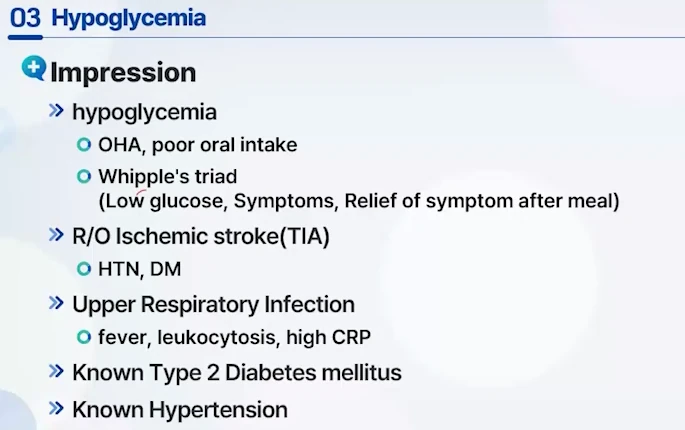 03 Hypoglycemia
Impression
hypoglycemia
OHA, poor oral intake
Whipple's triad
(Low glucose, Symptoms, Relief of symptom after meal)
R/O Ischemic stroke(TIA)
HTN, DM
Upper Respiratory Infection
fever, leukocytosis, high CRP
Known Type 2 Diabetes mellitus
Known Hypertension